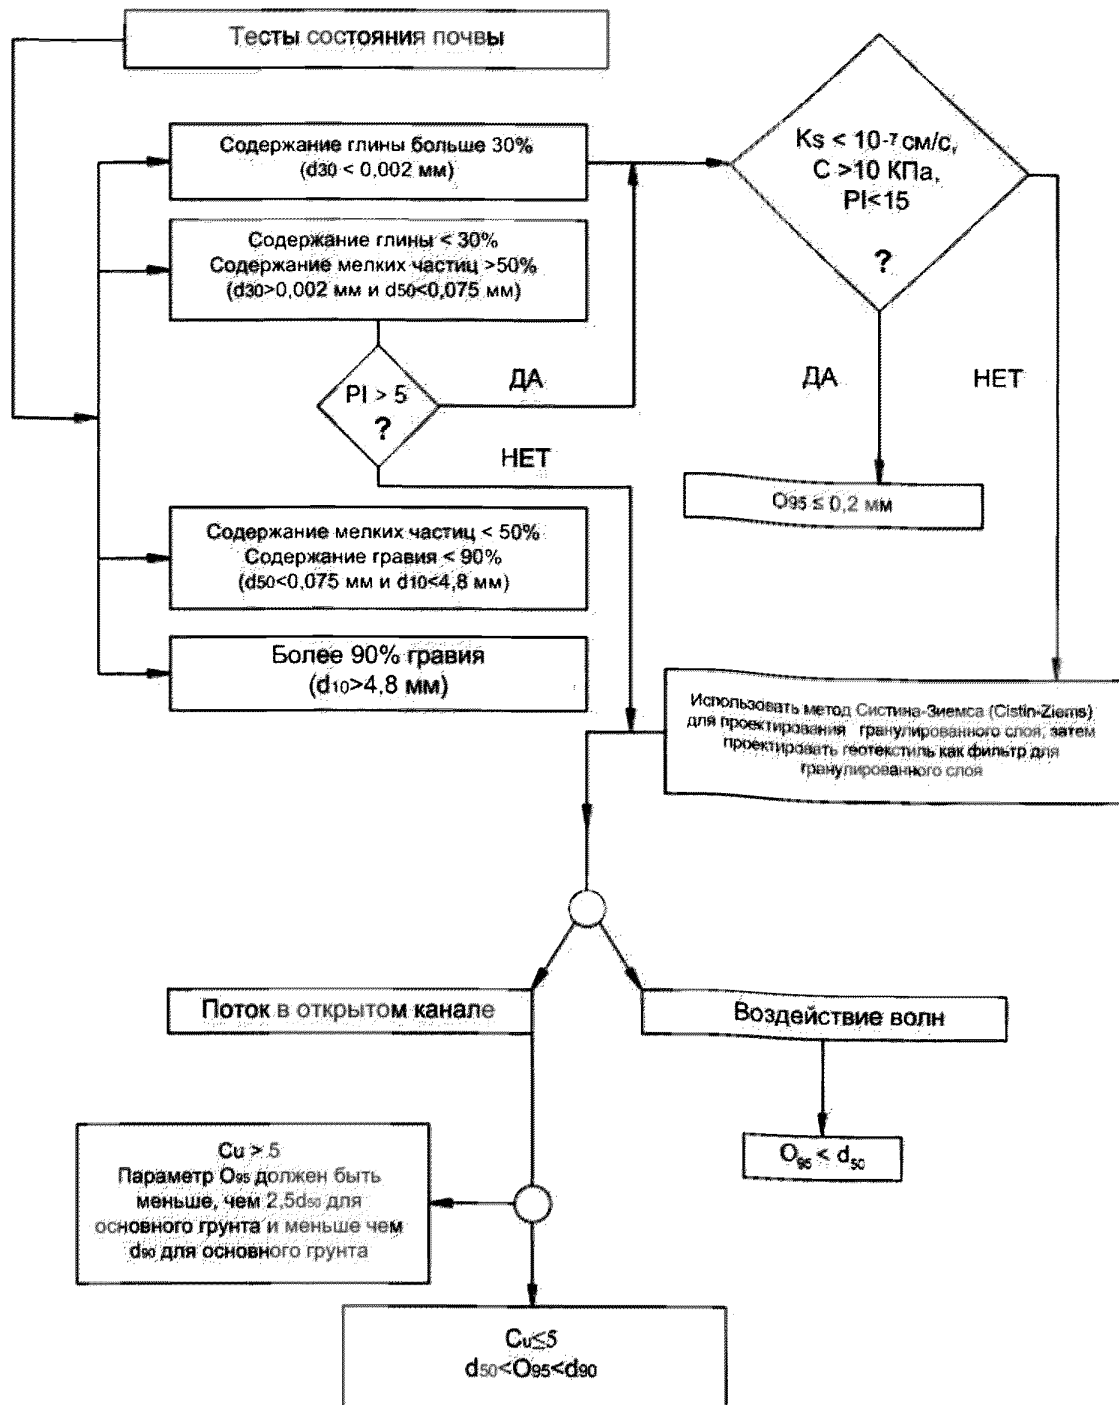 Тесты состояния почвы
Содержание глины больше 30%
(d30 < 0,002 мм)
Содержание глины < 30%
Содержание мелких частиц >50%
(d30>0,002 мм и d50<0,075 мм)
PI > 5
?
ДА
НЕТ
Содержание мелких частиц < 50%
Содержание гравия < 90%
(d50<0,075 мм и d10<4,8 мм)
Более 90% гравия
(d10>4,8 мм)
Ks < 10-7 см/с,
C >10 КПа,
PI<15
?
ДА
НЕТ
O95 ≤ 0,2 мм
Использовать метод Систина-Зиемса (Cistin-Ziems)
для проектирования гранулированного слоя, затем
проектировать геотекстиль как фильтр для
гранулированного слоя
Поток в открытом канале
Воздействие волн
O95 < d50
Cu > 5
Параметр O95 должен быть
меньше, чем 2,5d50 для
основного грунта и меньше чем
d90 для основного грунта
Cu≤5
d50<O95<d90